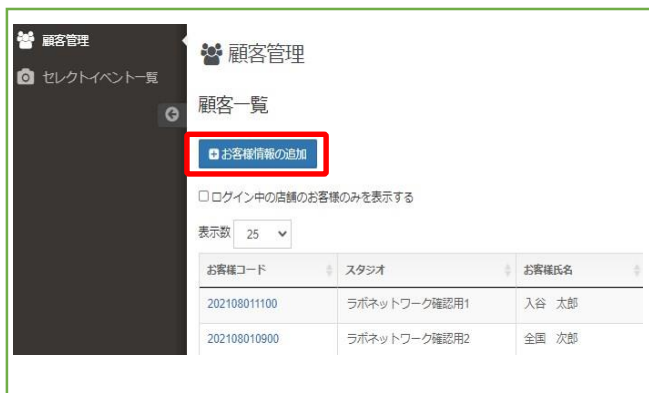 顧客管理
セレクトイベント一覧
顧客管理
顧客一覧
お客様情報の追加
ログイン中の店舗のお客様のみを表示する
表示数 25
お客様コード スタジオ お客様氏名
202108011100 ラボネットワーク確認用1 入谷 太郎
202108010900 ラボネットワーク確認用2 全国 次郎